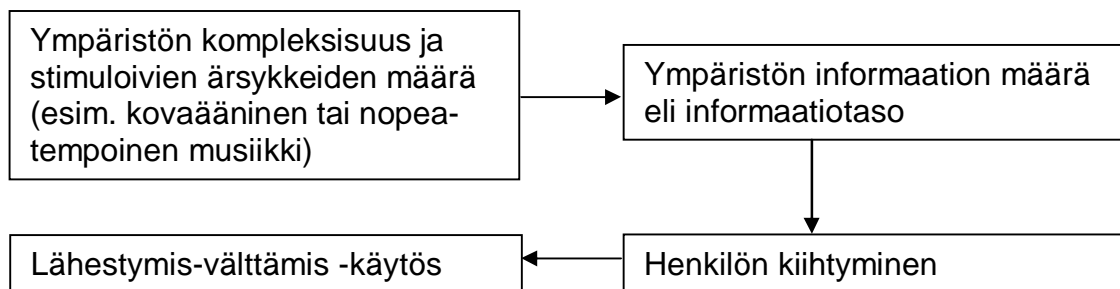 Ympäristön kompleksisuus ja
stimuloivien ärsykkeiden määrä
(esim. kovaääninen tai nopea-
tempoinen musiikki)
Ympäristön informaation määrä
eli informaatiotaso
Henkilön kiihtyminen
Lähestymis-välttämis -käytös